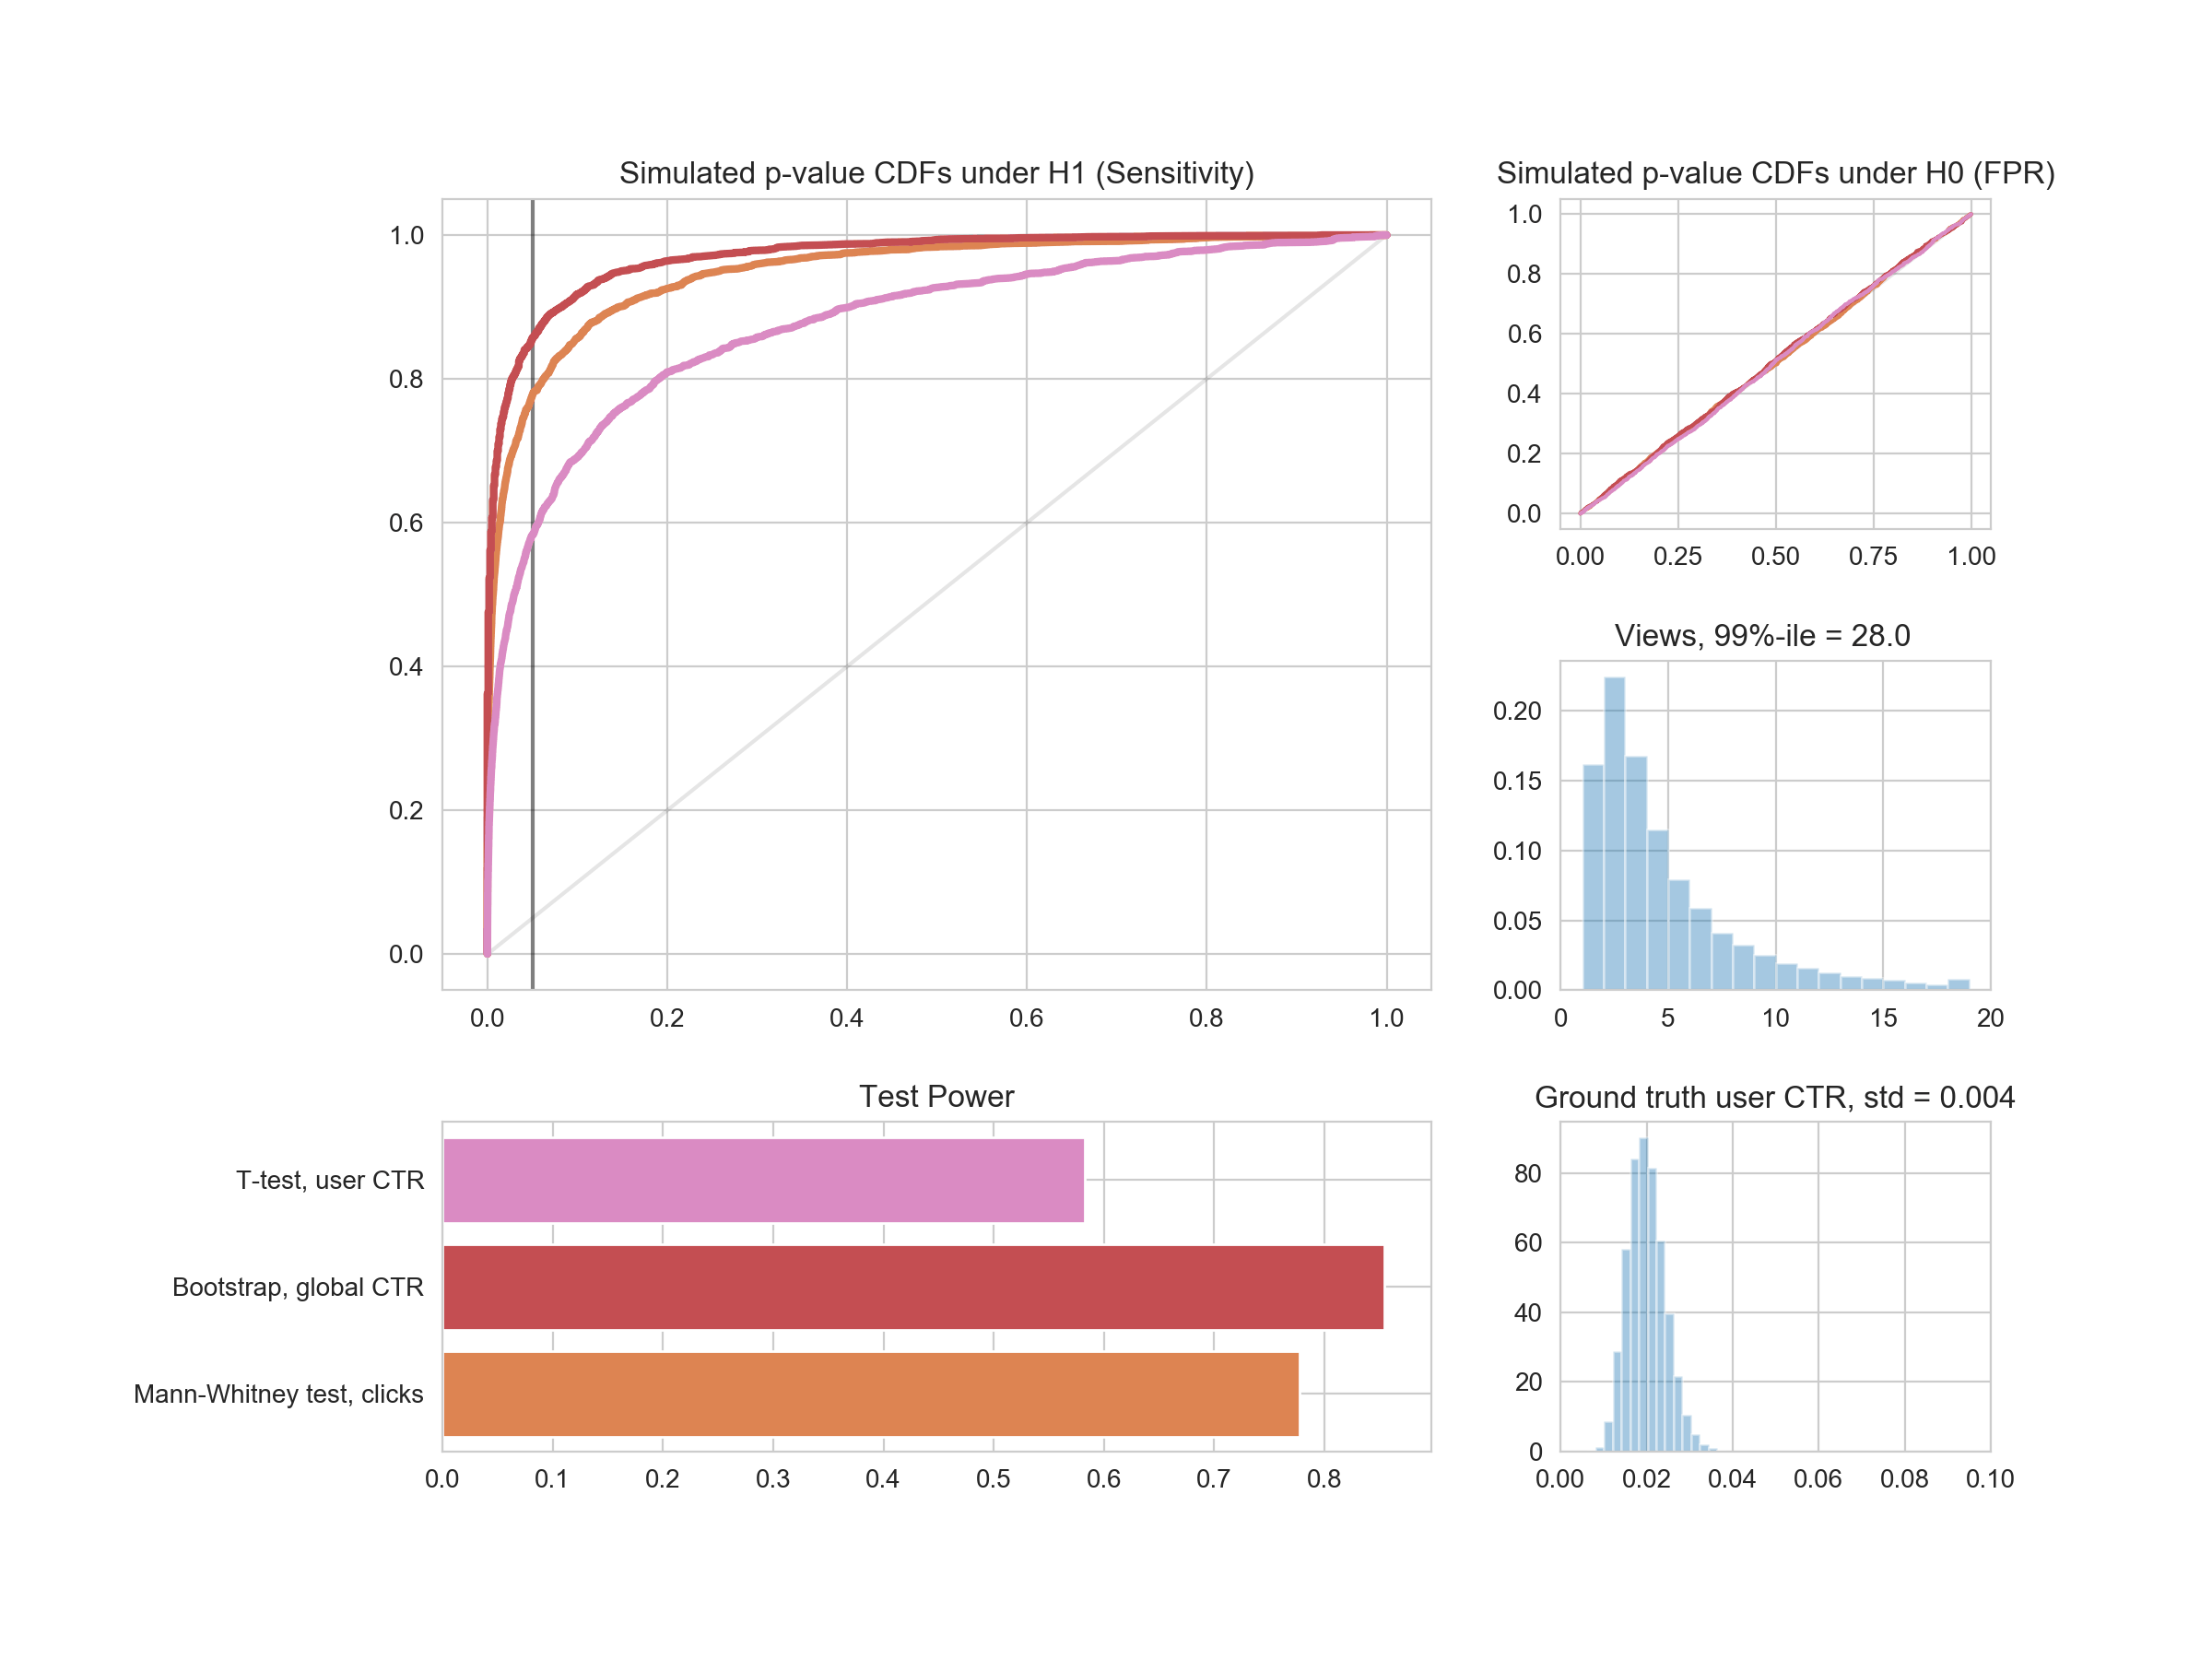 Simulated p-value CDFs under H1 (Sensitivity)
1.0
0.8
0.6
0.4
0.2
0.0
0.0 0.2 0.4 0.6 0.8 1.0
Simulated p-value CDFs under H0 (FPR)
1.0
0.8
0.6
0.4
0.2
0.0
0.00 0.25 0.50 0.75 1.00
Views, 99%-ile = 28.0
0.20
0.15
0.10
0.05
0.00
0 5 10 15 20
Test Power
T-test, user CTR
Bootstrap, global CTR
Mann-Whitney test, clicks
0.0 0.1 0.2 0.3 0.4 0.5 0.6 0.7 0.8
Ground truth user CTR, std = 0.004
80
60
40
20
0
0.00 0.02 0.04 0.06 0.08 0.10